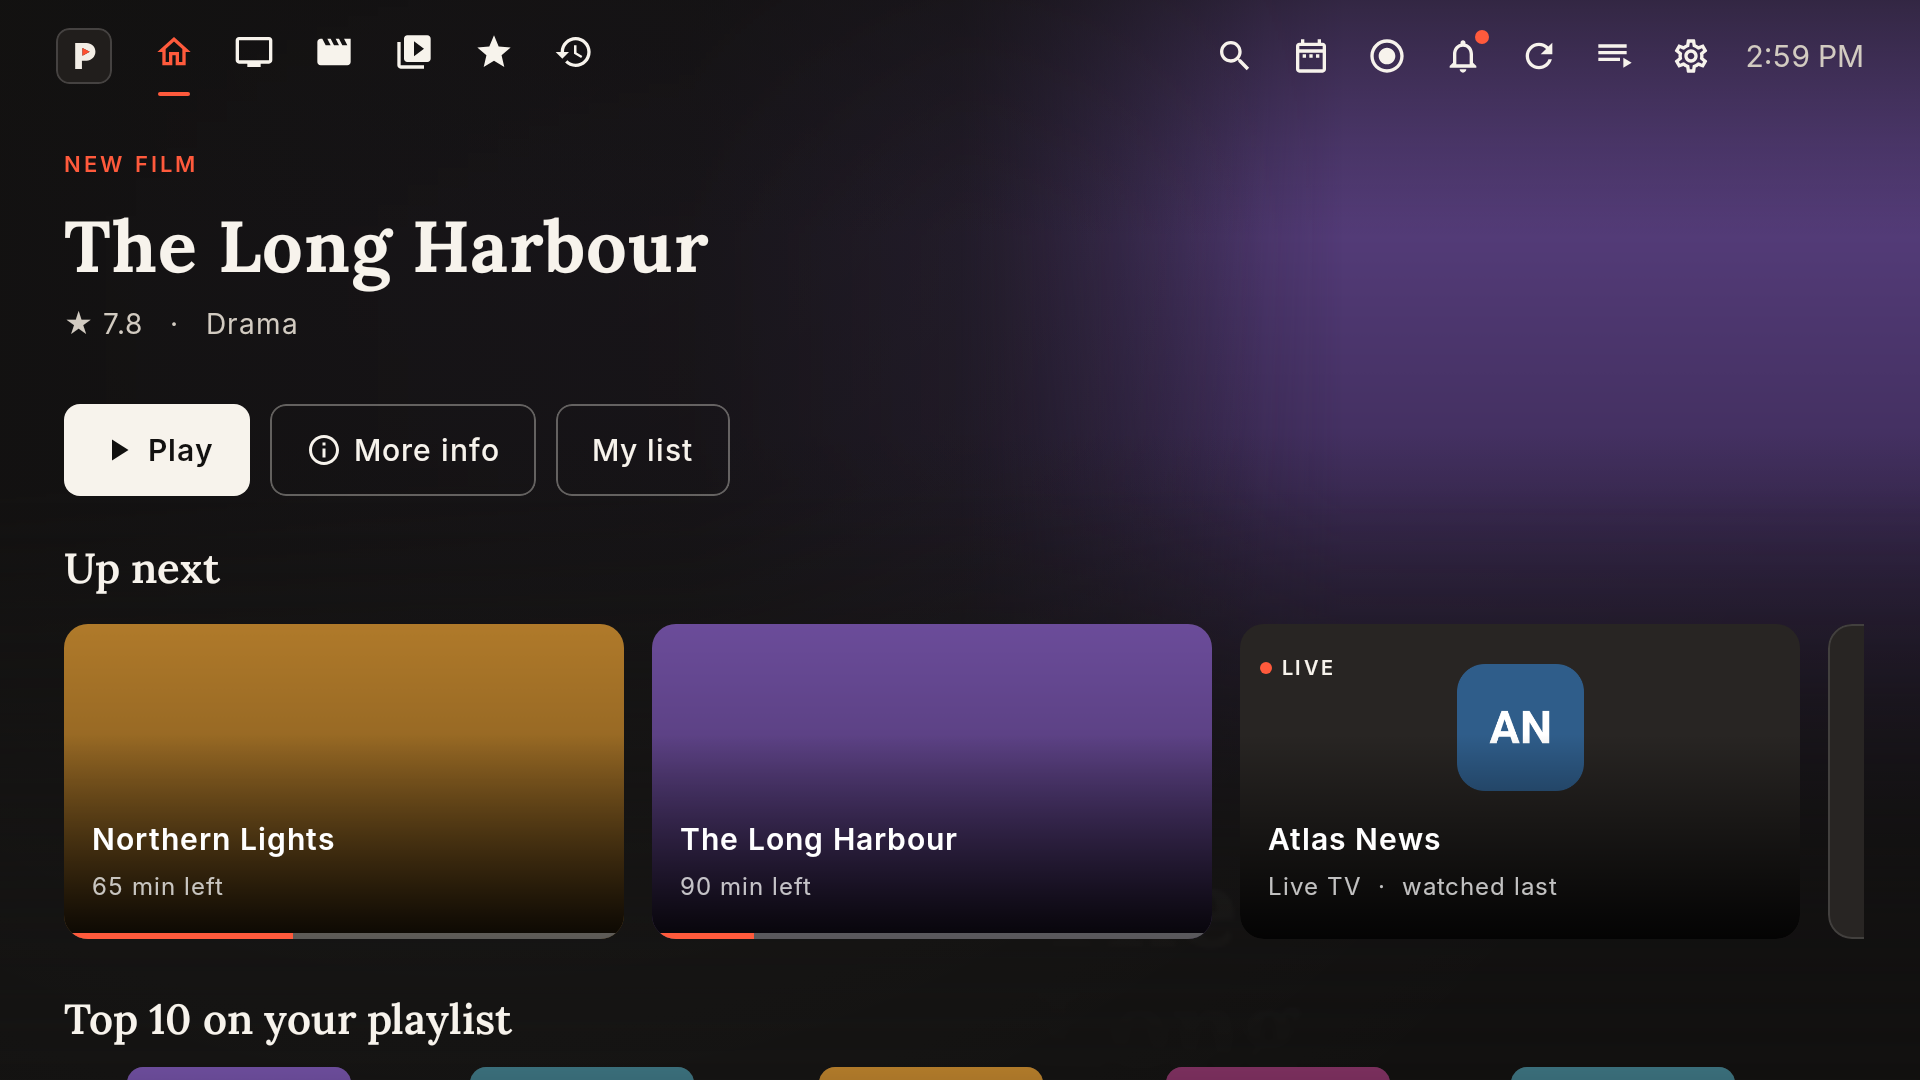 P
2:59 PM
NEW FILM
The Long Harbour
★ 7.8 · Drama
Play
More info
My list
Up next
Northern Lights
65 min left
The Long Harbour
90 min left
LIVE
AN
Atlas News
Live TV · watched last
Top 10 on your playlist